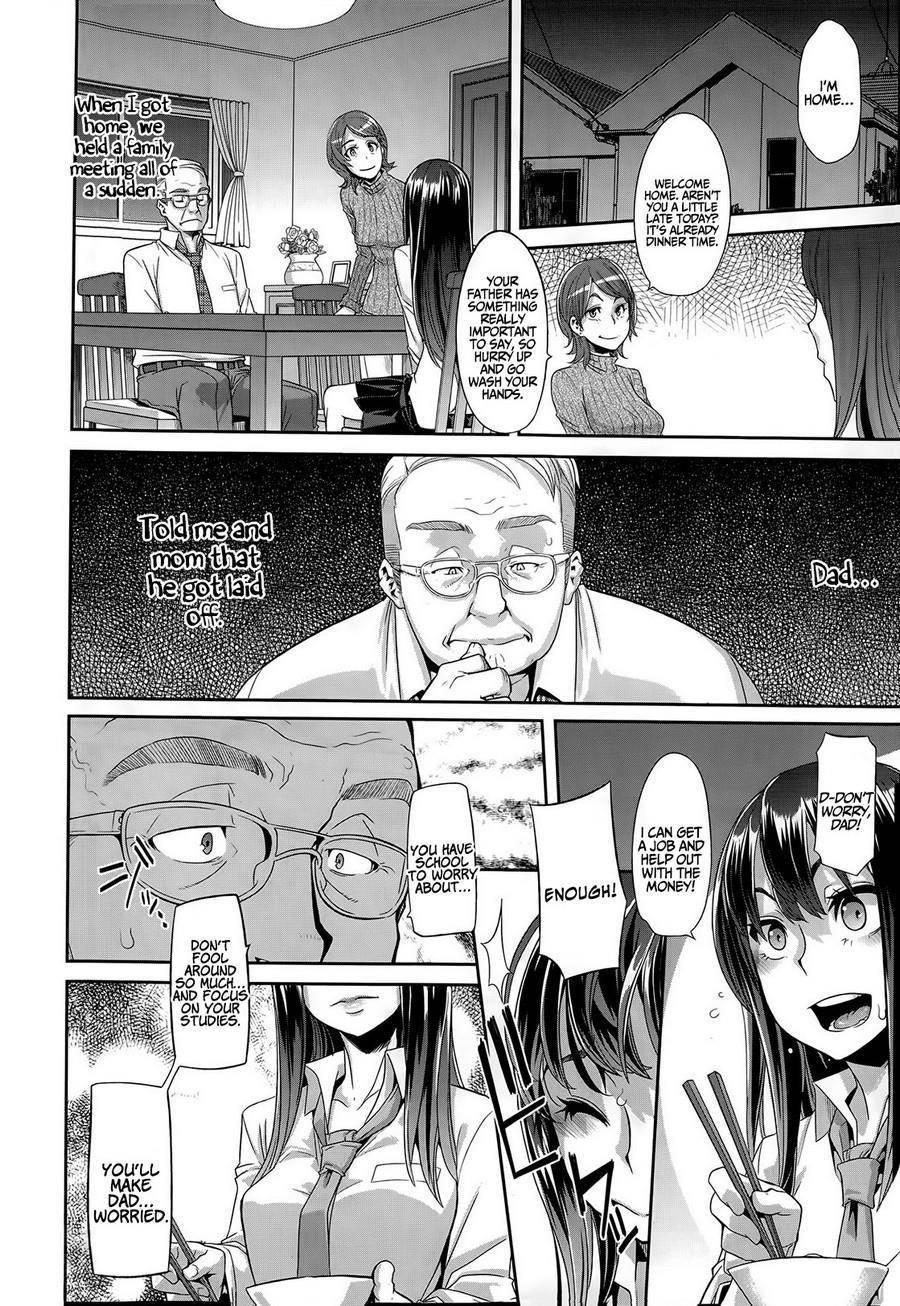 I'M
HOME...
WELCOME
HOME. AREN'T
YOU A LITTLE
LATE TODAY?
IT'S ALREADY
DINNER TIME.
YOUR
FATHER HAS
SOMETHING
REALLY
IMPORTANT
TO SAY, SO
HURRY UP
AND GO
WASH YOUR
HANDS.
When I got
home, we
held a family
meeting all of
a sudden.
Dad...
Told me and
mom that
he got laid
off.
D-DON'T
WORRY,
DAD!
I CAN GET
A JOB AND
HELP OUT
WITH THE
MONEY!
ENOUGH!
YOU HAVE
SCHOOL
TO WORRY
ABOUT...
DON'T
FOOL
AROUND
SO MUCH...
AND FOCUS
ON YOUR
STUDIES.
YOU'LL
MAKE
DAD...
WORRIED.